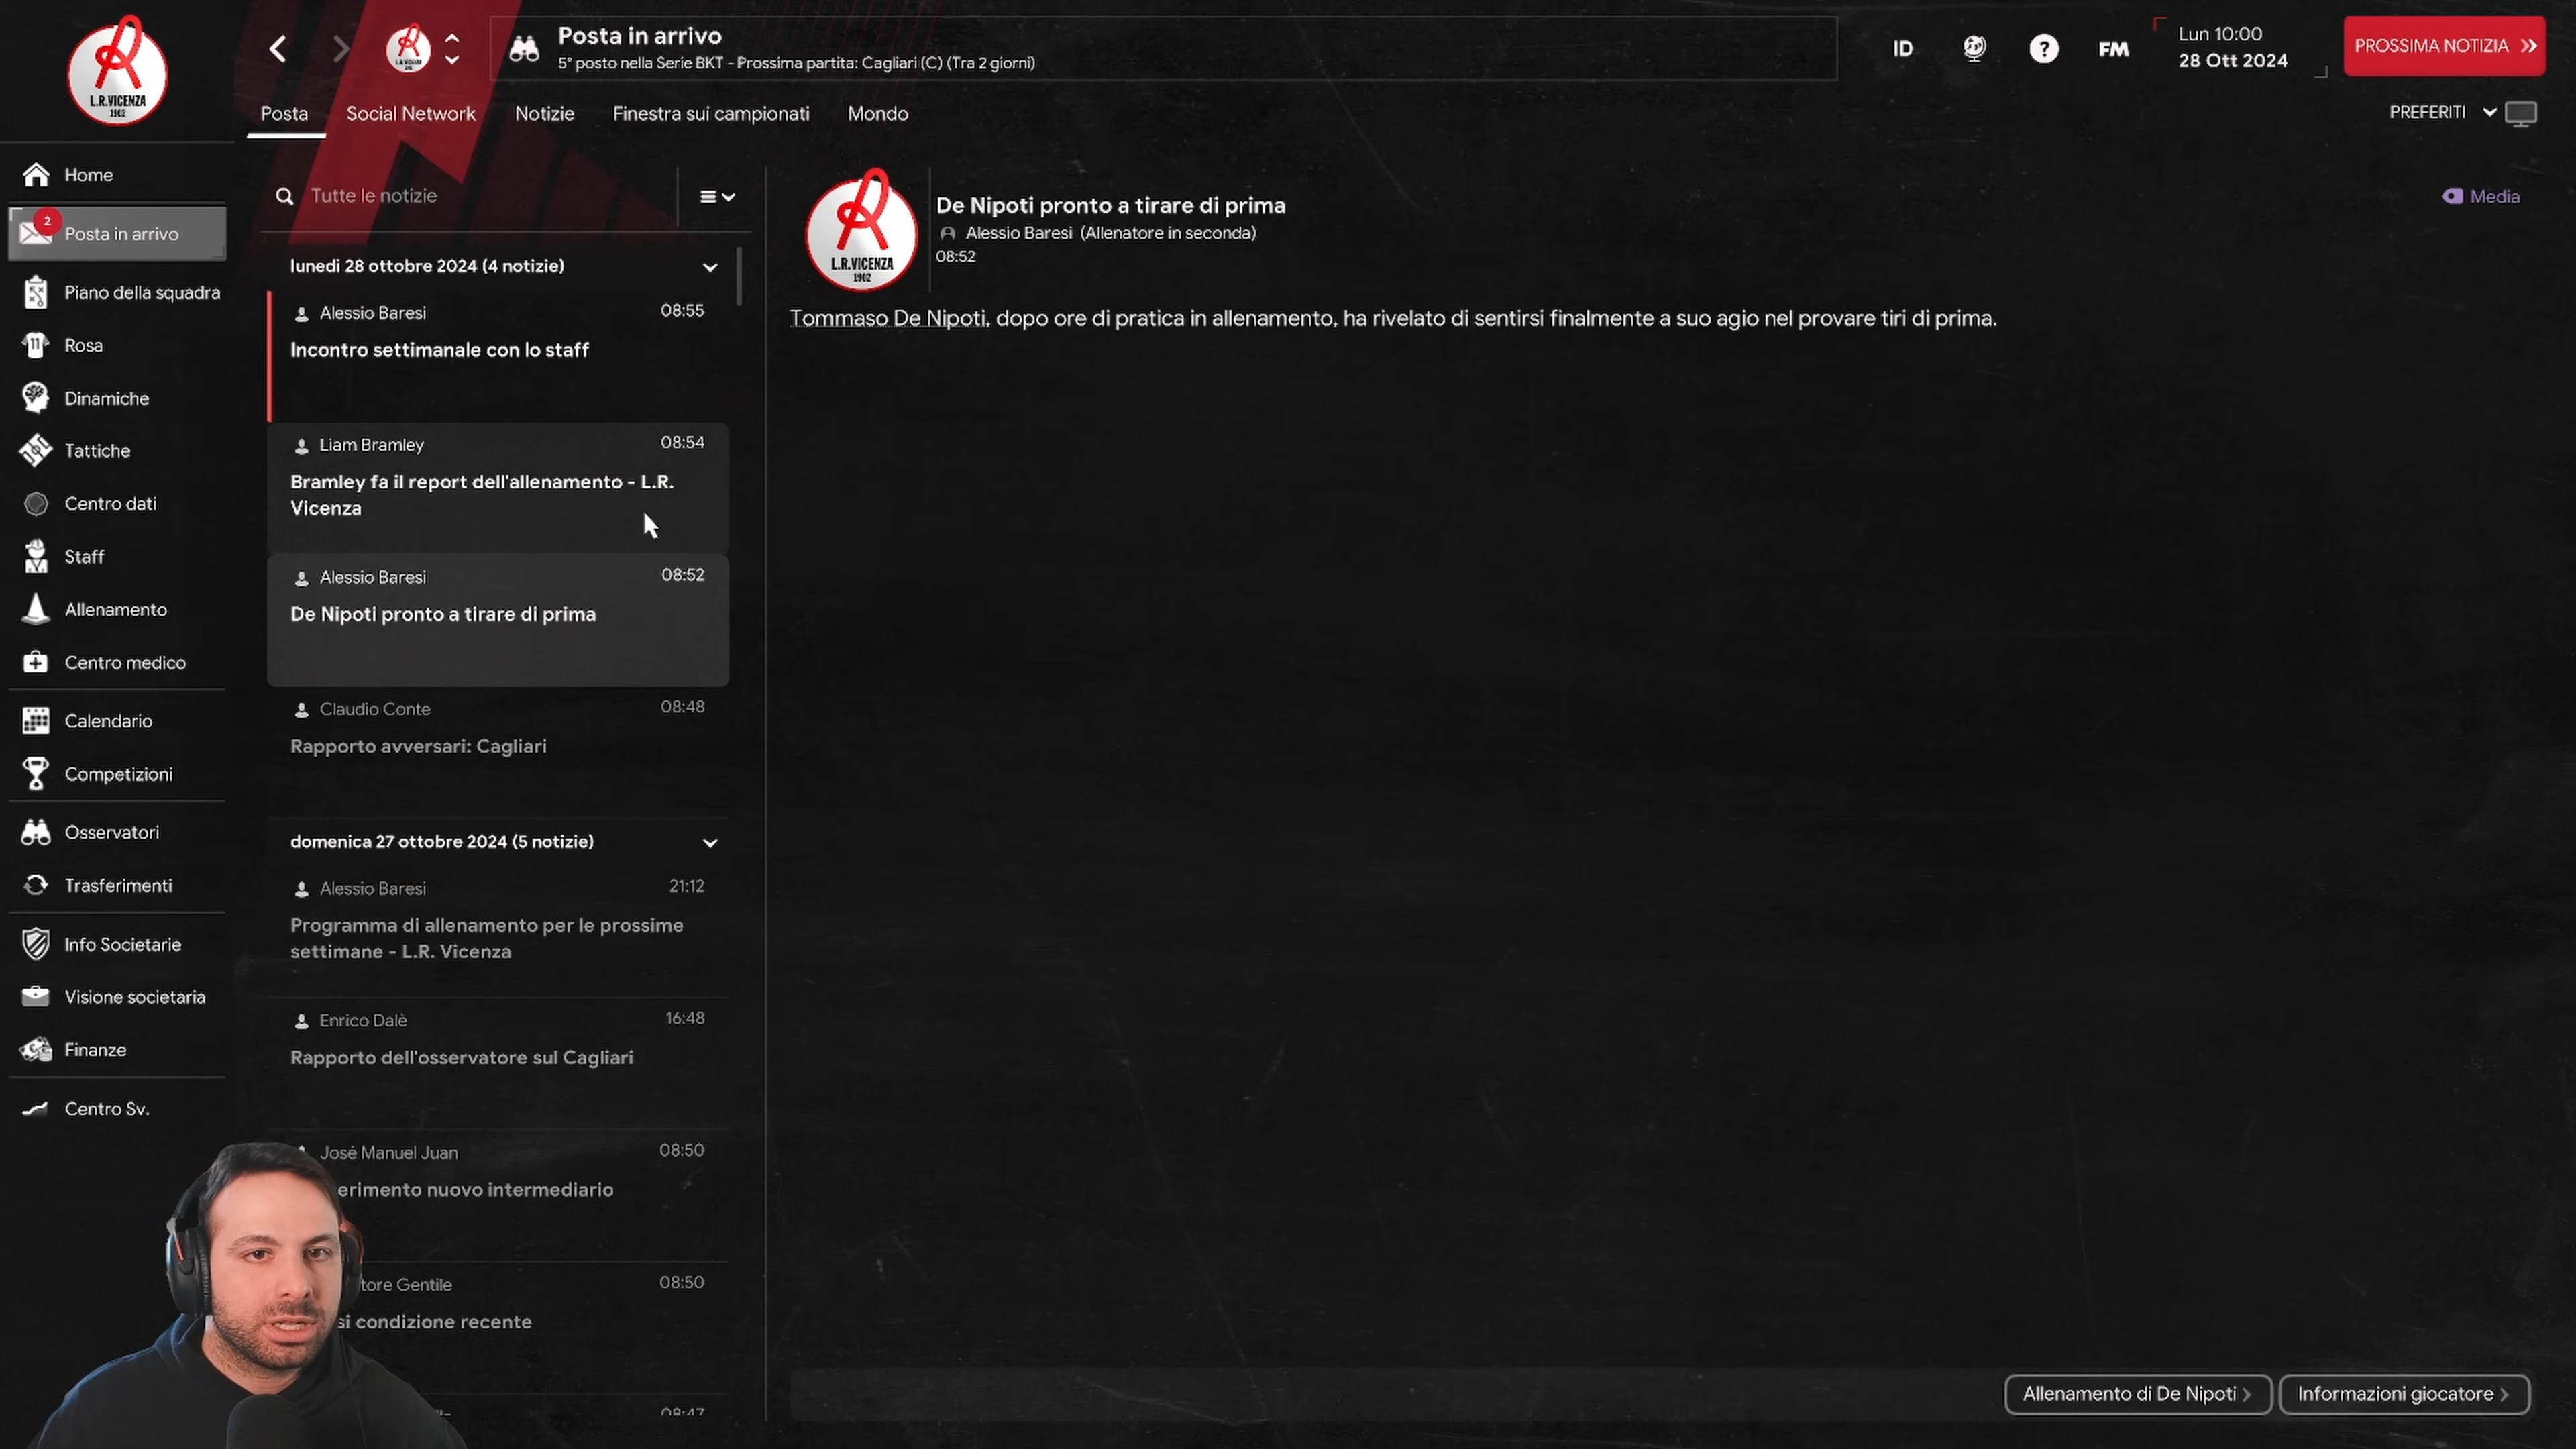 L.R.VICENZA
1902
Posta in arrivo
5° posto nella Serie BKT - Prossima partita: Cagliari (C) (Tra 2 giorni)
ID
?
FM
Lun 10:00
28 Ott 2024
PROSSIMA NOTIZIA
Posta
Social Network
Notizie
Finestra sui campionati
Mondo
PREFERITI
Home
2
Posta in arrivo
Piano della squadra
11
Rosa
Dinamiche
Tattiche
Centro dati
Staff
Allenamento
Centro medico
Calendario
Competizioni
Osservatori
Trasferimenti
Info Societarie
Visione societaria
Finanze
Centro Sv.
Tutte le notizie
lunedì 28 ottobre 2024 (4 notizie)
Alessio Baresi
08:55
Incontro settimanale con lo staff
Liam Bramley
08:54
Bramley fa il report dell'allenamento - L.R.
Vicenza
Alessio Baresi
08:52
De Nipoti pronto a tirare di prima
Claudio Conte
08:48
Rapporto avversari: Cagliari
domenica 27 ottobre 2024 (5 notizie)
Alessio Baresi
21:12
Programma di allenamento per le prossime
settimane - L.R. Vicenza
Enrico Dalè
16:48
Rapporto dell'osservatore sul Cagliari
José Manuel Juan
08:50
erimento nuovo intermediario
tore Gentile
08:50
si condizione recente
08:47
L.R.VICENZA
1902
De Nipoti pronto a tirare di prima
Alessio Baresi (Allenatore in seconda)
08:52
Media
Tommaso De Nipoti, dopo ore di pratica in allenamento, ha rivelato di sentirsi finalmente a suo agio nel provare tiri di prima.
Allenamento di De Nipoti
Informazioni giocatore